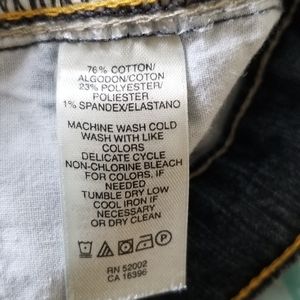 76% COTTON/
ALGODON/COTON
23% POLYESTER/
POLIESTER
1% SPANDEX/ELASTANO
MACHINE WASH COLD
WASH WITH LIKE
COLORS
DELICATE CYCLE
NON-CHLORINE BLEACH
FOR COLORS, IF
NEEDED
TUMBLE DRY LOW
COOL IRON IF
NECESSARY
OR DRY CLEAN
RN 52002
CA 16396